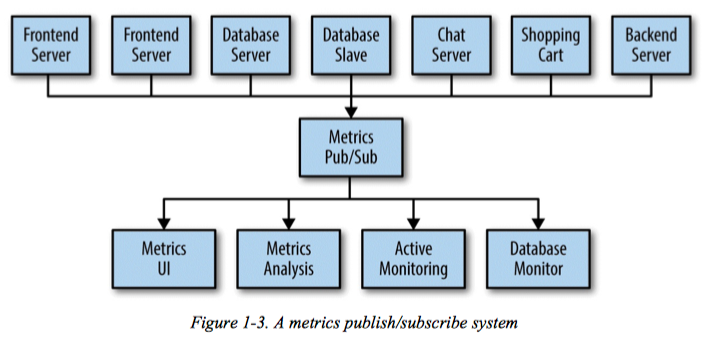 Frontend Server
Frontend Server
Database Server
Database Slave
Chat Server
Shopping Cart
Backend Server
Metrics Pub/Sub
Metrics UI
Metrics Analysis
Active Monitoring
Database Monitor
Figure 1-3. A metrics publish/subscribe system